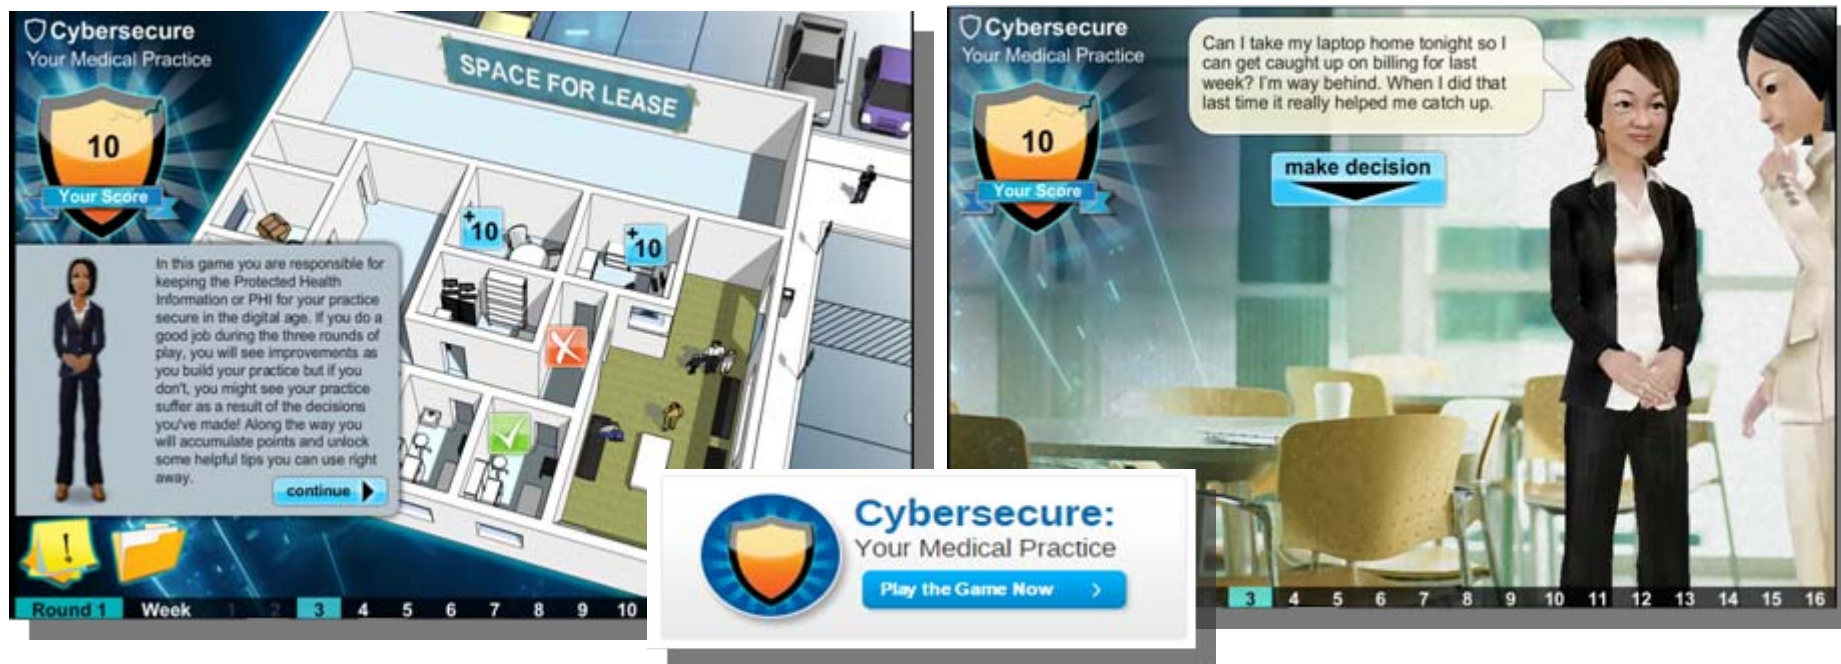 Cybersecure
Your Medical Practice
10
Your Score
SPACE FOR LEASE
+10
+10
In this game you are responsible for
keeping the Protected Health
Information or PHI for your practice
secure in the digital age. If you do a
good job during the three rounds of
play, you will see improvements as
you build your practice but if you
don't, you might see your practice
suffer as a result of the decisions
you've made! Along the way you
will accumulate points and unlock
some helpful tips you can use right
away.
continue
!
Round 1 Week 1 2 3 4 5 6 7 8 9 10
Cybersecure
Your Medical Practice
10
Your Score
Can I take my laptop home tonight so I
can get caught up on billing for last
week? I'm way behind. When I did that
last time it really helped me catch up.
make decision
3 4 5 6 7 8 9 10 11 12 13 14 15 16
Cybersecure:
Your Medical Practice
Play the Game Now